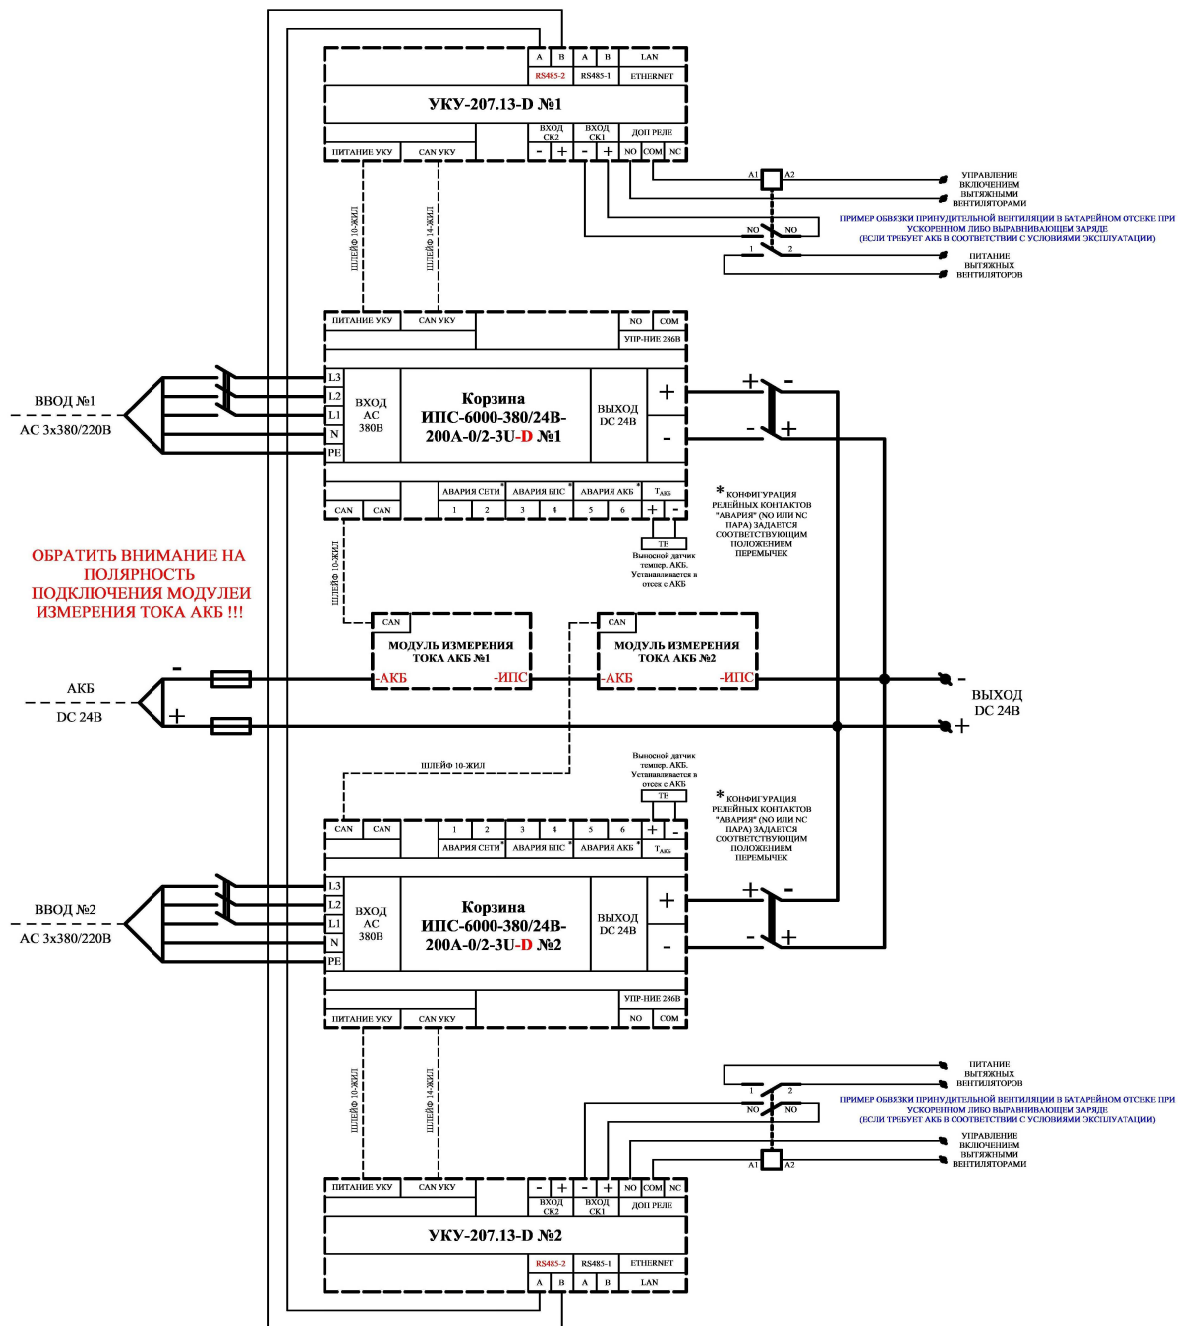 A B A B LAN
RS485-2 RS485-1 ETHERNET
УКУ-207.13-D №1
ВХОД СК2 ВХОД СК1 ДОП РЕЛЕ
ПИТАНИЕ УКУ CAN УКУ - + - + NO COM NC
ШЛЕЙФ 10-ЖИЛ
ШЛЕЙФ 14-ЖИЛ
A1 A2
УПРАВЛЕНИЕ
ВКЛЮЧЕНИЕМ
ВЫТЯЖНЫМИ
ВЕНТИЛЯТОРАМИ
ПРИМЕР ОБВЯЗКИ ПРИНУДИТЕЛЬНОЙ ВЕНТИЛЯЦИИ В БАТАРЕЙНОМ ОТСЕКЕ ПРИ
УСКОРЕННОМ ЛИБО ВЫРАВНИВАЮЩЕМ ЗАРЯДЕ
(ЕСЛИ ТРЕБУЕТ АКБ В СООТВЕТСТВИИ С УСЛОВИЯМИ ЭКСПЛУАТАЦИИ)
NO NO
1 2
ПИТАНИЕ
ВЫТЯЖНЫХ
ВЕНТИЛЯТОРОВ
ПИТАНИЕ УКУ CAN УКУ NO COM
УПР-НИЕ 286В
ВВОД №1
АС 3х380/220В
L3
L2
L1
N
PE
ВХОД
АС
380В
Корзина
ИПС-6000-380/24В-
200А-0/2-3U-D №1
ВЫХОД
DC 24В
+
-
+ -
- +
АВАРИЯ СЕТИ* АВАРИЯ БПС* АВАРИЯ АКБ* ТАКБ
CAN CAN 1 2 3 4 5 6 + -
TE
Выносной датчик
темпер. АКБ.
Устанавливается в
отсек с АКБ
*КОНФИГУРАЦИЯ
РЕЛЕЙНЫХ КОНТАКТОВ
"АВАРИЯ" (NO ИЛИ NC
ПАРА) ЗАДАЕТСЯ
СООТВЕТСТВУЮЩИМ
ПОЛОЖЕНИЕМ
ПЕРЕМЫЧЕК
ОБРАТИТЬ ВНИМАНИЕ НА
ПОЛЯРНОСТЬ
ПОДКЛЮЧЕНИЯ МОДУЛЕЙ
ИЗМЕРЕНИЯ ТОКА АКБ !!!
ШЛЕЙФ 10-ЖИЛ
CAN
МОДУЛЬ ИЗМЕРЕНИЯ
ТОКА АКБ №1
-АКБ -ИПС
CAN
МОДУЛЬ ИЗМЕРЕНИЯ
ТОКА АКБ №2
-АКБ -ИПС
-
АКБ
DC 24В
+
-
ВЫХОД
DC 24В
+
ШЛЕЙФ 10-ЖИЛ
Выносной датчик
темпер. АКБ.
Устанавливается в
отсек с АКБ
TE
*КОНФИГУРАЦИЯ
РЕЛЕЙНЫХ КОНТАКТОВ
"АВАРИЯ" (NO ИЛИ NC
ПАРА) ЗАДАЕТСЯ
СООТВЕТСТВУЮЩИМ
ПОЛОЖЕНИЕМ
ПЕРЕМЫЧЕК
CAN CAN 1 2 3 4 5 6 + -
АВАРИЯ СЕТИ* АВАРИЯ БПС* АВАРИЯ АКБ* ТАКБ
ВВОД №2
АС 3х380/220В
L3
L2
L1
N
PE
ВХОД
АС
380В
Корзина
ИПС-6000-380/24В-
200А-0/2-3U-D №2
ВЫХОД
DC 24В
+
-
+ -
- +
УПР-НИЕ 286В
ПИТАНИЕ УКУ CAN УКУ NO COM
ШЛЕЙФ 10-ЖИЛ
ШЛЕЙФ 14-ЖИЛ
ПИТАНИЕ
ВЫТЯЖНЫХ
ВЕНТИЛЯТОРОВ
1 2
NO NO
ПРИМЕР ОБВЯЗКИ ПРИНУДИТЕЛЬНОЙ ВЕНТИЛЯЦИИ В БАТАРЕЙНОМ ОТСЕКЕ ПРИ
УСКОРЕННОМ ЛИБО ВЫРАВНИВАЮЩЕМ ЗАРЯДЕ
(ЕСЛИ ТРЕБУЕТ АКБ В СООТВЕТСТВИИ С УСЛОВИЯМИ ЭКСПЛУАТАЦИИ)
УПРАВЛЕНИЕ
ВКЛЮЧЕНИЕМ
ВЫТЯЖНЫМИ
ВЕНТИЛЯТОРАМИ
A1 A2
ПИТАНИЕ УКУ CAN УКУ - + - + NO COM NC
ВХОД СК2 ВХОД СК1 ДОП РЕЛЕ
УКУ-207.13-D №2
RS485-2 RS485-1 ETHERNET
A B A B LAN